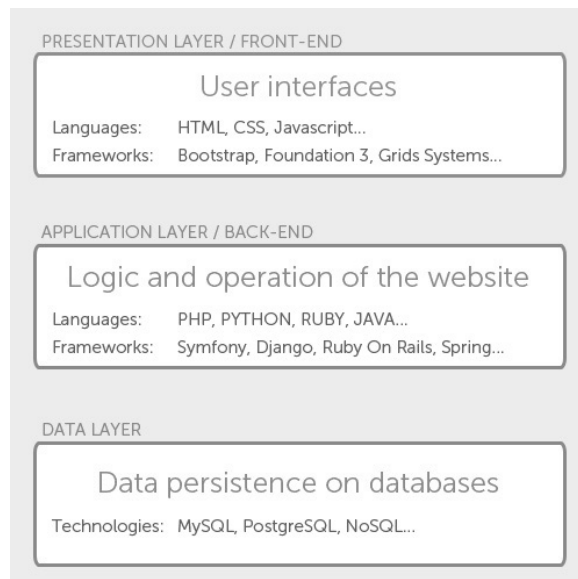 PRESENTATION LAYER / FRONT-END
User interfaces
Languages: HTML, CSS, Javascript...
Frameworks: Bootstrap, Foundation 3, Grids Systems...
APPLICATION LAYER / BACK-END
Logic and operation of the website
Languages: PHP, PYTHON, RUBY, JAVA...
Frameworks: Symfony, Django, Ruby On Rails, Spring...
DATA LAYER
Data persistence on databases
Technologies: MySQL, PostgreSQL, NoSQL...